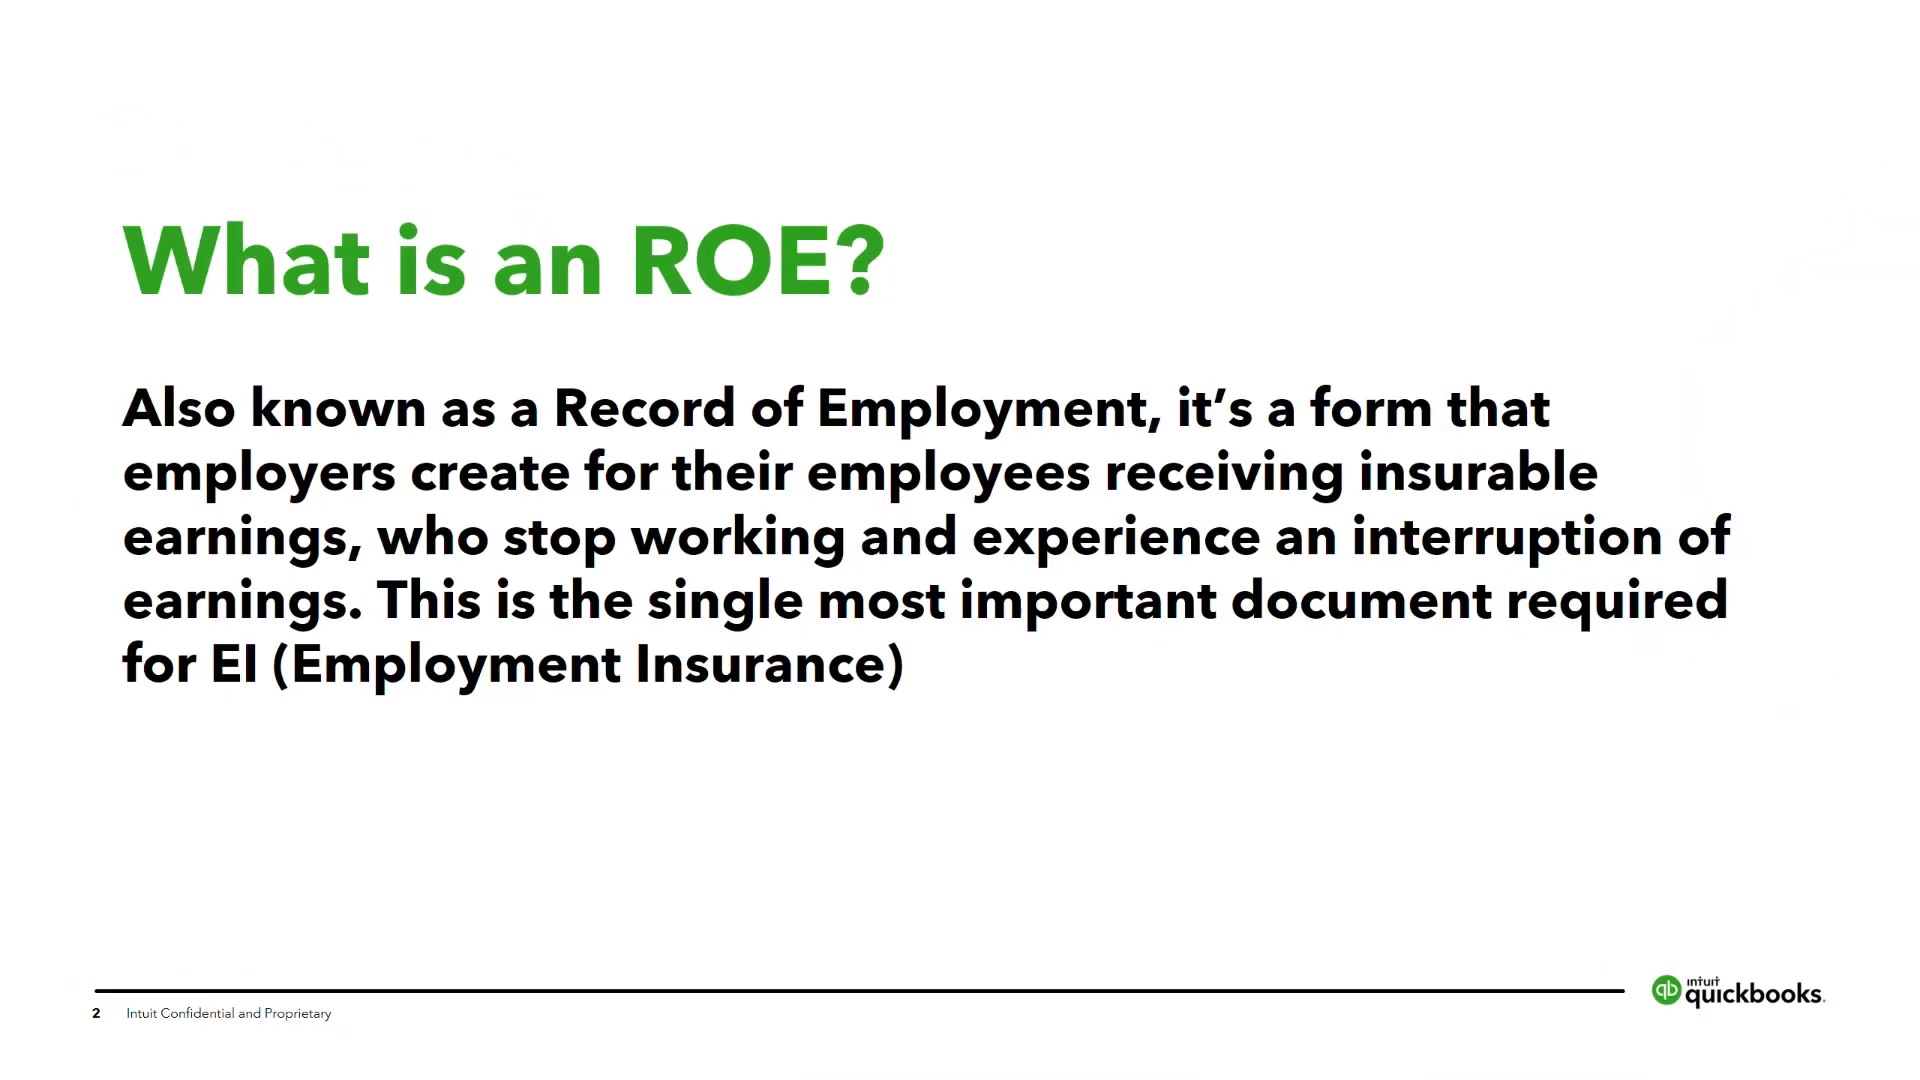 What is an ROE?
Also known as a Record of Employment, it’s a form that
employers create for their employees receiving insurable
earnings, who stop working and experience an interruption of
earnings. This is the single most important document required
for EI (Employment Insurance)
2 Intuit Confidential and Proprietary
qb
intuit
quickbooks.